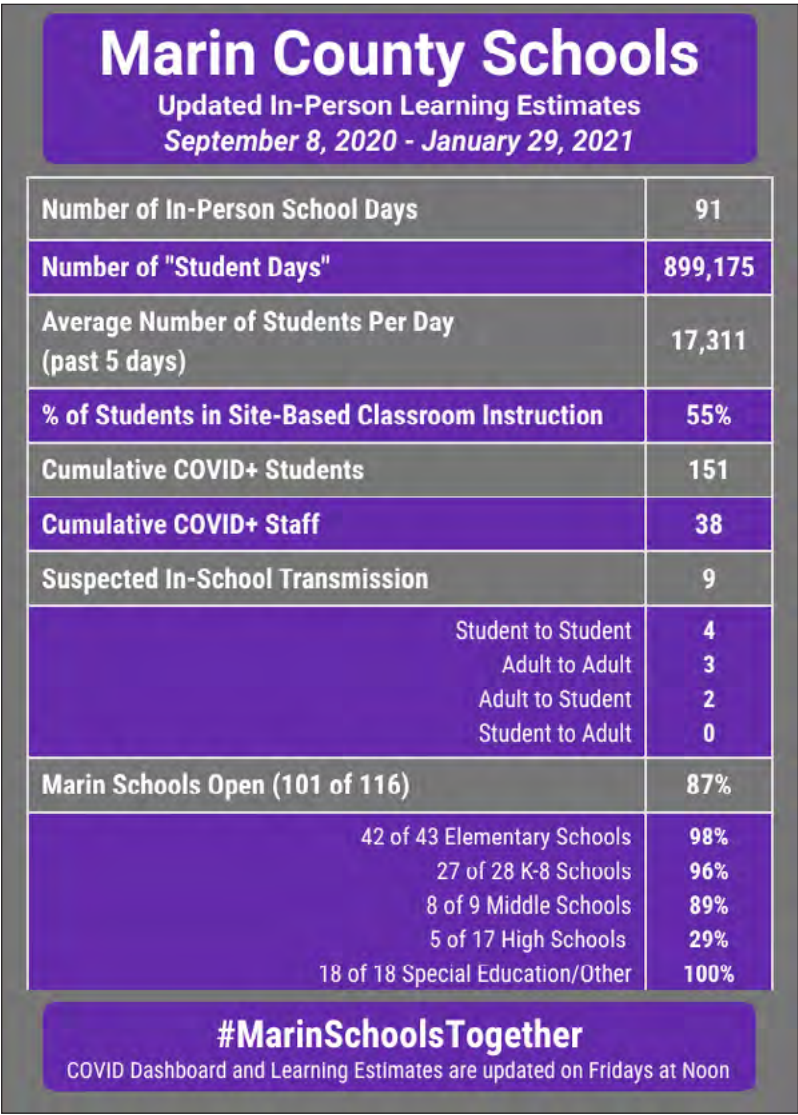 Marin County Schools
Updated In-Person Learning Estimates
September 8, 2020 - January 29, 2021
Number of In-Person School Days 91
Number of "Student Days" 899,175
Average Number of Students Per Day
(past 5 days) 17,311
% of Students in Site-Based Classroom Instruction 55%
Cumulative COVID+ Students 151
Cumulative COVID+ Staff 38
Suspected In-School Transmission 9
Student to Student 4
Adult to Adult 3
Adult to Student 2
Student to Adult 0
Marin Schools Open (101 of 116) 87%
42 of 43 Elementary Schools 98%
27 of 28 K-8 Schools 96%
8 of 9 Middle Schools 89%
5 of 17 High Schools 29%
18 of 18 Special Education/Other 100%
#MarinSchoolsTogether
COVID Dashboard and Learning Estimates are updated on Fridays at Noon